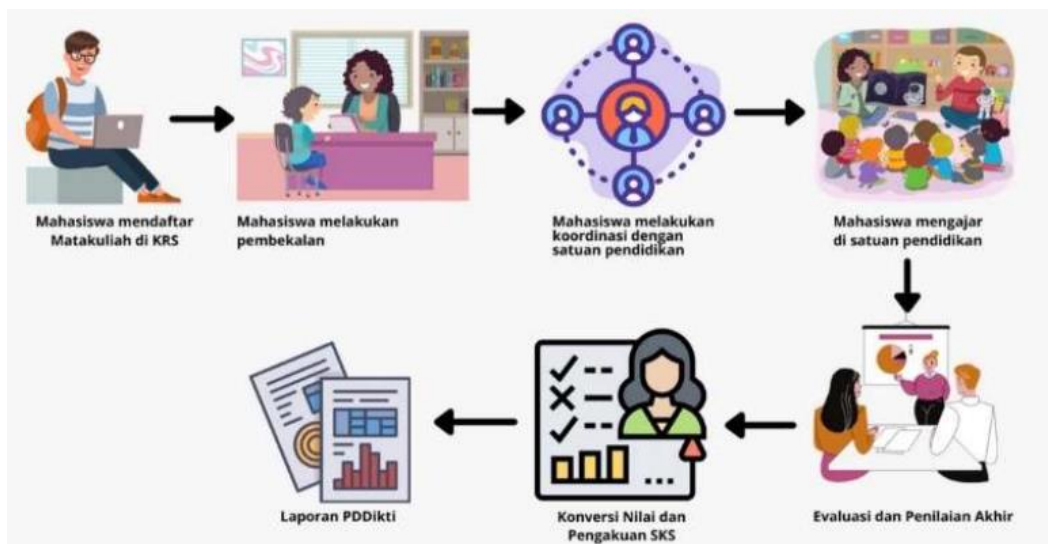 Mahasiswa mendaftar
Matakuliah di KRS
Mahasiswa melakukan
pembekalan
Mahasiswa melakukan
koordinasi dengan
satuan pendidikan
Mahasiswa mengajar
di satuan pendidikan
Evaluasi dan Penilaian Akhir
Konversi Nilai dan
Pengakuan SKS
Laporan PDDikti